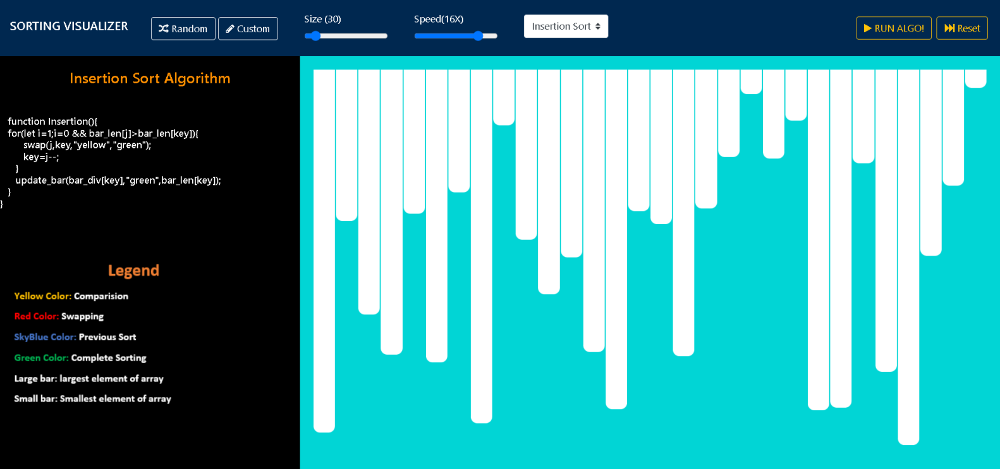 SORTING VISUALIZER
Random
Custom
Size (30)
Speed(16X)
Insertion Sort
RUN ALGO!
Reset
Insertion Sort Algorithm
function Insertion(){
for(let i=1;i=0 && bar_len[j]>bar_len[key]){
swap(j,key,"yellow","green");
key=j--;
}
update_bar(bar_div[key],"green",bar_len[key]);
}
}
Legend
Yellow Color: Comparision
Red Color: Swapping
SkyBlue Color: Previous Sort
Green Color: Complete Sorting
Large bar: largest element of array
Small bar: Smallest element of array